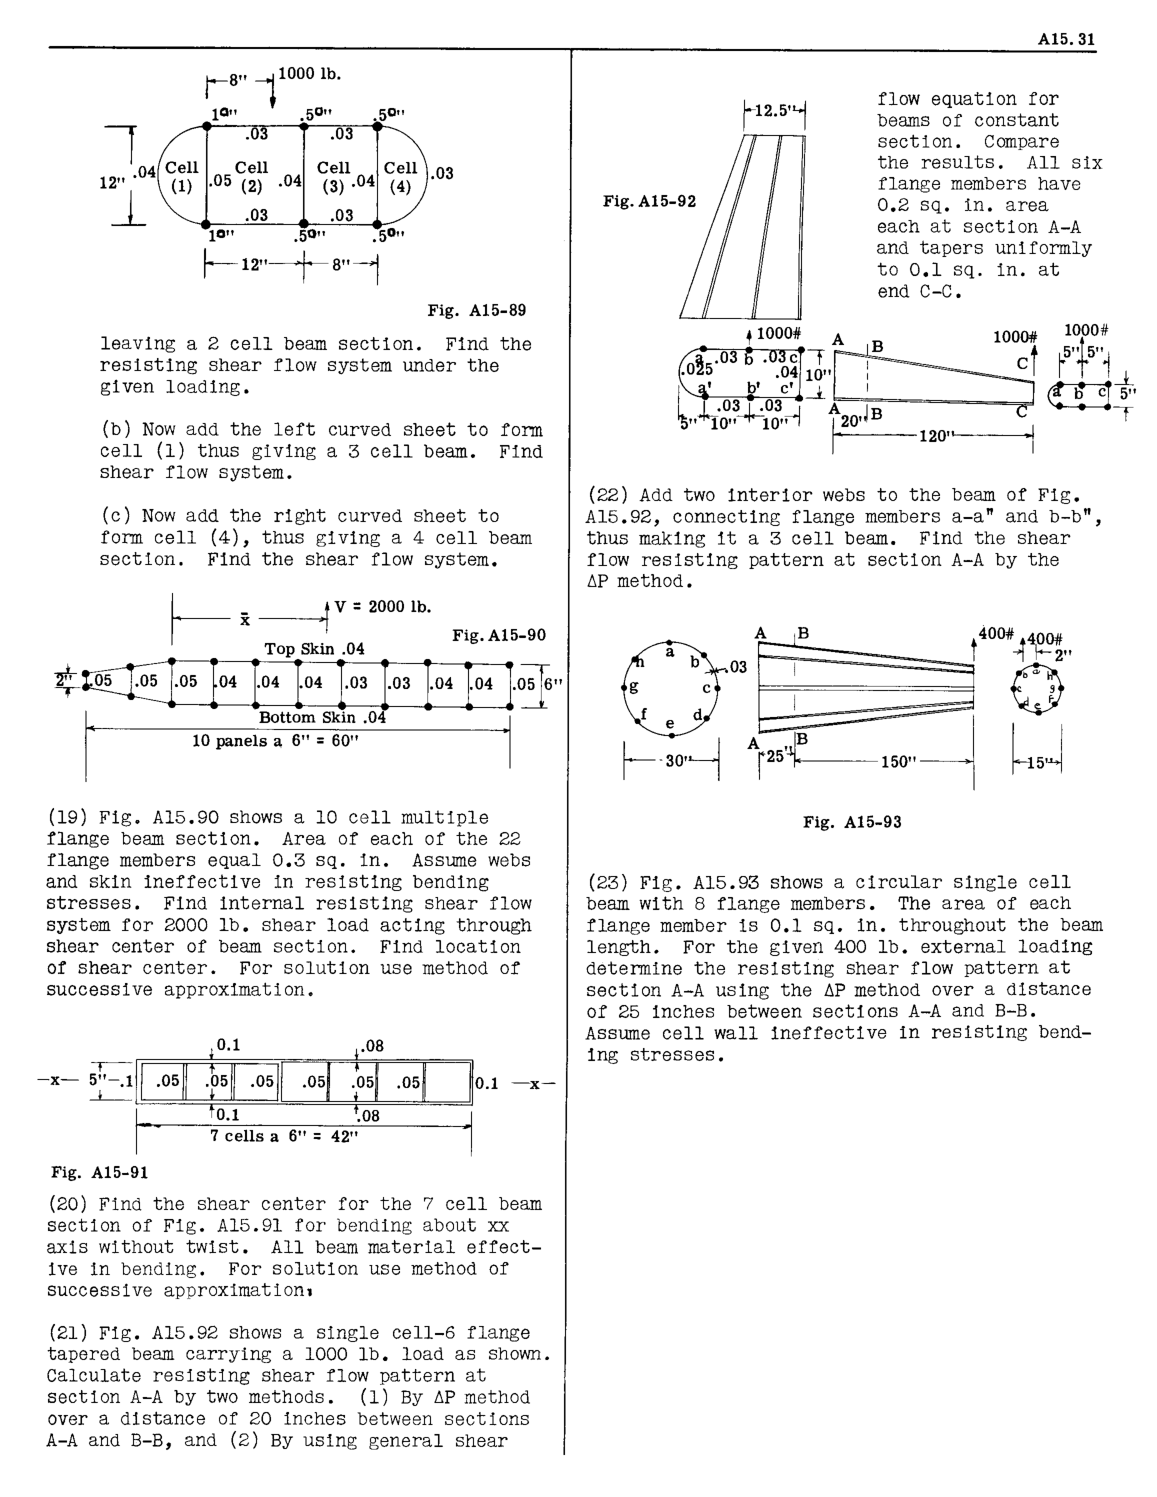 A15.31
8" 1000 lb.
1□" .5□" .5□"
.03 .03
12" .04 Cell (1) .05 Cell (2) .04 Cell (3) .04 Cell (4) .03
.03 .03
1□" .5□" .5□"
12" 8"
Fig. A15-89
leaving a 2 cell beam section. Find the
resisting shear flow system under the
given loading.
(b) Now add the left curved sheet to form
cell (1) thus giving a 3 cell beam. Find
shear flow system.
(c) Now add the right curved sheet to
form cell (4), thus giving a 4 cell beam
section. Find the shear flow system.
x̄ V = 2000 lb.
Fig. A15-90
Top Skin .04
2" .05 .05 .05 .04 .04 .04 .03 .03 .04 .04 .05 6"
Bottom Skin .04
10 panels a 6" = 60"
(19) Fig. A15.90 shows a 10 cell multiple
flange beam section. Area of each of the 22
flange members equal 0.3 sq. in. Assume webs
and skin ineffective in resisting bending
stresses. Find internal resisting shear flow
system for 2000 lb. shear load acting through
shear center of beam section. Find location
of shear center. For solution use method of
successive approximation.
0.1 .08
—x— 5" .1 .05 .05 .05 .05 .05 .05 0.1 —x—
0.1 .08
7 cells a 6" = 42"
Fig. A15-91
(20) Find the shear center for the 7 cell beam
section of Fig. A15.91 for bending about xx
axis without twist. All beam material effect-
ive in bending. For solution use method of
successive approximation.
(21) Fig. A15.92 shows a single cell-6 flange
tapered beam carrying a 1000 lb. load as shown.
Calculate resisting shear flow pattern at
section A-A by two methods. (1) By ΔP method
over a distance of 20 inches between sections
A-A and B-B, and (2) By using general shear
12.5"
Fig. A15-92
flow equation for
beams of constant
section. Compare
the results. All six
flange members have
0.2 sq. in. area
each at section A-A
and tapers uniformly
to 0.1 sq. in. at
end C-C.
1000# A B 1000# 1000#
a .03 b .03 c C 5" 5"
.025 .04 10" a b c 5"
a' b' c'
.03 .03 A B C
5" 10" 10" 20"
120"
(22) Add two interior webs to the beam of Fig.
A15.92, connecting flange members a-a" and b-b",
thus making it a 3 cell beam. Find the shear
flow resisting pattern at section A-A by the
ΔP method.
A B 400# 400#
2"
a b c d e f g h .03 a b c d e f g h
A B
30" 25" 150" 15"
Fig. A15-93
(23) Fig. A15.93 shows a circular single cell
beam with 8 flange members. The area of each
flange member is 0.1 sq. in. throughout the beam
length. For the given 400 lb. external loading
determine the resisting shear flow pattern at
section A-A using the ΔP method over a distance
of 25 inches between sections A-A and B-B.
Assume cell wall ineffective in resisting bend-
ing stresses.